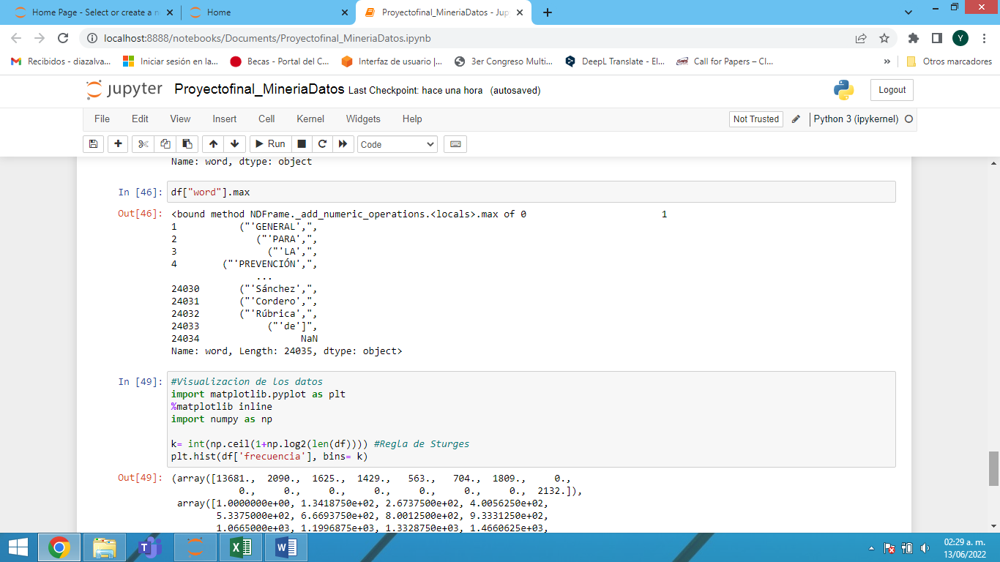 Home Page - Select or create a n
Home
Proyectofinal_MineriaDatos - Jup
localhost:8888/notebooks/Documents/Proyectofinal_MineriaDatos.ipynb
Y
Recibidos - diazalva...
Iniciar sesión en la...
Becas - Portal del C...
Interfaz de usuario |...
3er Congreso Multi...
DeepL Translate - El...
Call for Papers – Cl...
»
Otros marcadores
jupyter Proyectofinal_MineriaDatos Last Checkpoint: hace una hora (autosaved)
Logout
File Edit View Insert Cell Kernel Widgets Help
Not Trusted
Python 3 (ipykernel)
Run
Code
Name: word, dtype: object
In [46]: df["word"].max
Out[46]: <bound method NDFrame._add_numeric_operations.<locals>.max of 0 1
1 ("'GENERAL',",
2 ("'PARA',",
3 ("'LA',",
4 ("'PREVENCIÓN',",
...
24030 ("'Sánchez',",
24031 ("'Cordero',",
24032 ("'Rúbrica',",
24033 ("'de']",
24034 NaN
Name: word, Length: 24035, dtype: object>
In [49]: #Visualizacion de los datos
import matplotlib.pyplot as plt
%matplotlib inline
import numpy as np
k= int(np.ceil(1+np.log2(len(df)))) #Regla de Sturges
plt.hist(df['frecuencia'], bins= k)
Out[49]: (array([13681., 2090., 1625., 1429., 563., 704., 1809., 0.,
0., 0., 0., 0., 0., 0., 0., 2132.]),
array([1.0000000e+00, 1.3418750e+02, 2.6737500e+02, 4.0056250e+02,
5.3375000e+02, 6.6693750e+02, 8.0012500e+02, 9.3331250e+02,
1.0665000e+03, 1.1996875e+03, 1.3328750e+03, 1.4660625e+03,
02:29 a. m.
13/06/2022